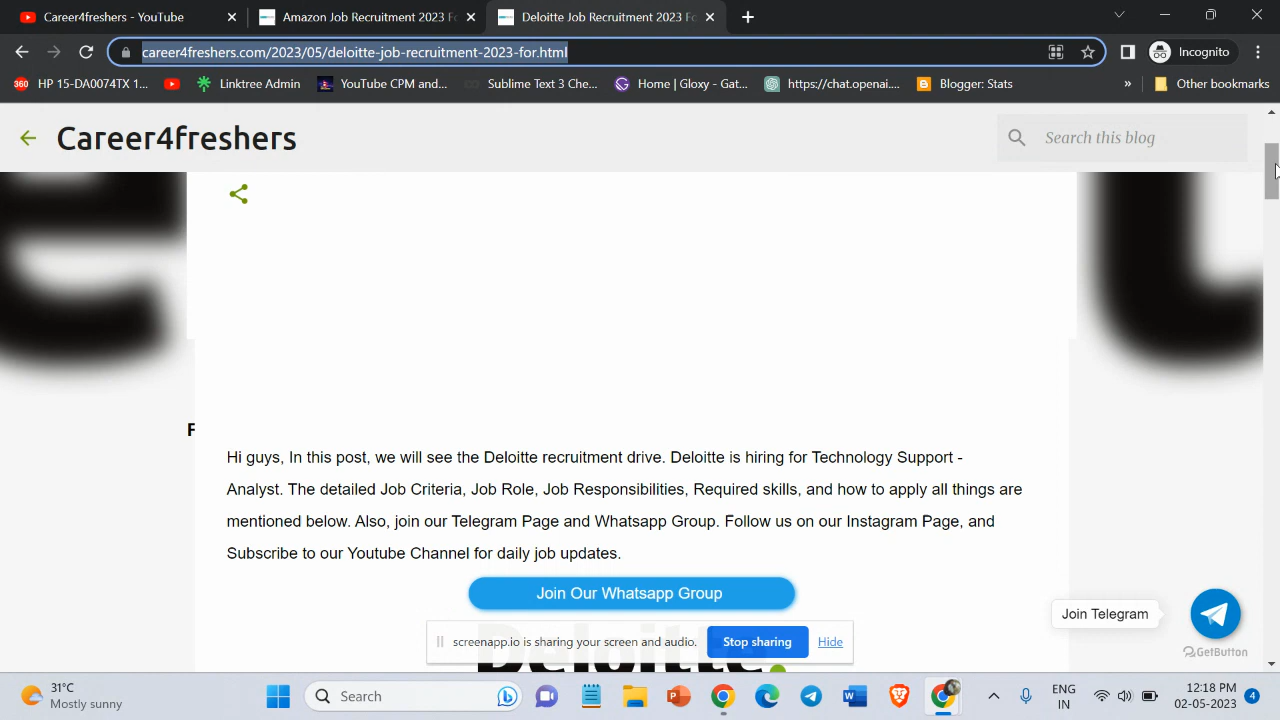 Career4freshers - YouTube
Amazon Job Recruitment 2023 Fo
Deloitte Job Recruitment 2023 Fo
career4freshers.com/2023/05/deloitte-job-recruitment-2023-for.html
Incognito
HP 15-DA0074TX 1...
Linktree Admin
YouTube CPM and...
Sublime Text 3 Che...
Home | Gloxy - Gat...
https://chat.openai....
Blogger: Stats
»
Other bookmarks
Career4freshers
Search this blog
F
Hi guys, In this post, we will see the Deloitte recruitment drive. Deloitte is hiring for Technology Support -
Analyst. The detailed Job Criteria, Job Role, Job Responsibilities, Required skills, and how to apply all things are
mentioned below. Also, join our Telegram Page and Whatsapp Group. Follow us on our Instagram Page, and
Subscribe to our Youtube Channel for daily job updates.
Join Our Whatsapp Group
Join Telegram
screenapp.io is sharing your screen and audio.
Stop sharing
Hide
Deloitte.
GetButton
31°C
Mostly sunny
Search
ENG
IN
12:18 PM
02-05-2023
4